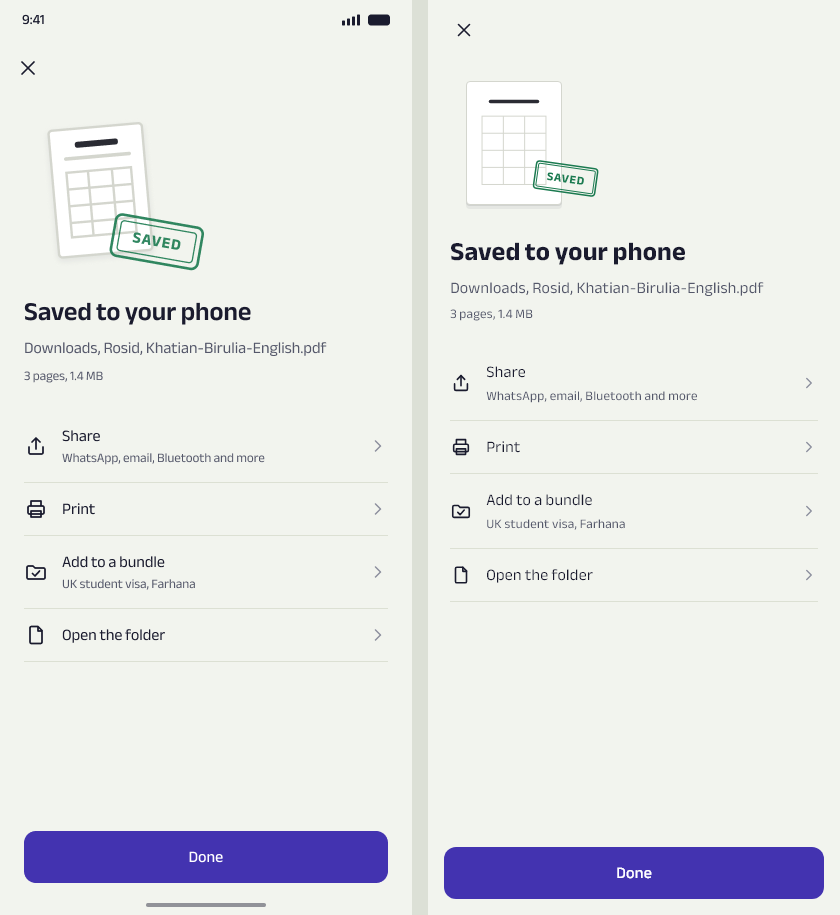 9:41
SAVED
Saved to your phone
Downloads, Rosid, Khatian-Birulia-English.pdf
3 pages, 1.4 MB
Share
WhatsApp, email, Bluetooth and more
Print
Add to a bundle
UK student visa, Farhana
Open the folder
Done
SAVED
Saved to your phone
Downloads, Rosid, Khatian-Birulia-English.pdf
3 pages, 1.4 MB
Share
WhatsApp, email, Bluetooth and more
Print
Add to a bundle
UK student visa, Farhana
Open the folder
Done